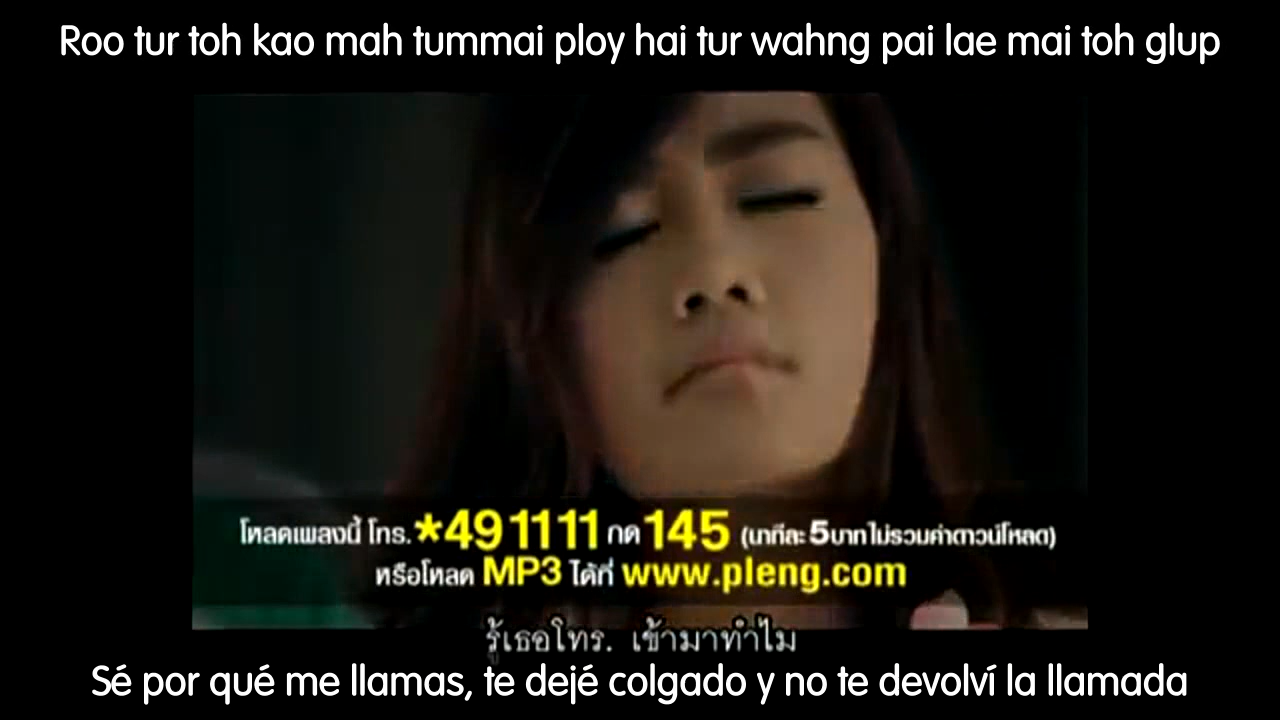 Roo tur toh kao mah tummai ploy hai tur wahng pai lae mai toh glup
โหลดเพลงนี้ โทร.*49 1111 กด 145 (นาทีละ 5 บาท ไม่รวมค่าดาวน์โหลด)
หรือโหลด MP3 ได้ที่ www.pleng.com
รู้เธอโทร. เข้ามาทำไม
Sé por qué me llamas, te dejé colgado y no te devolví la llamada